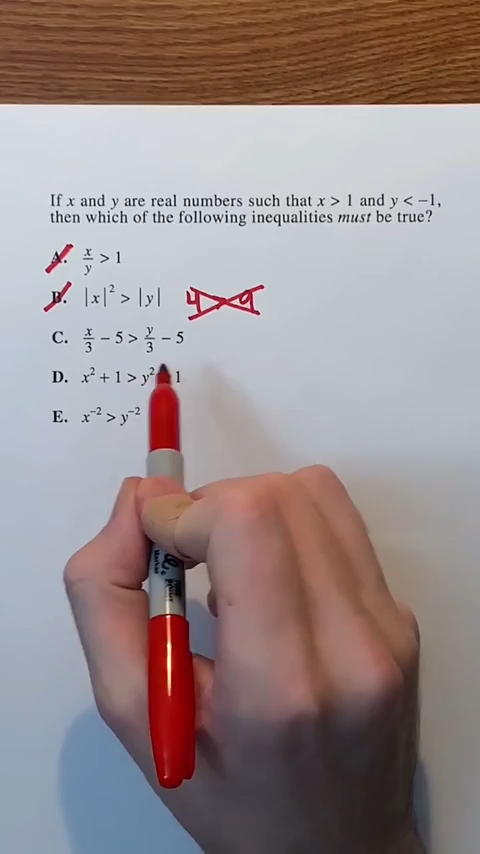 If x and y are real numbers such that x > 1 and y < −1,
then which of the following inequalities must be true?
A. x/y > 1
B. |x|² > |y| 4 > 9
C. x/3 − 5 > y/3 − 5
D. x² + 1 > y² 1
E. x⁻² > y⁻²